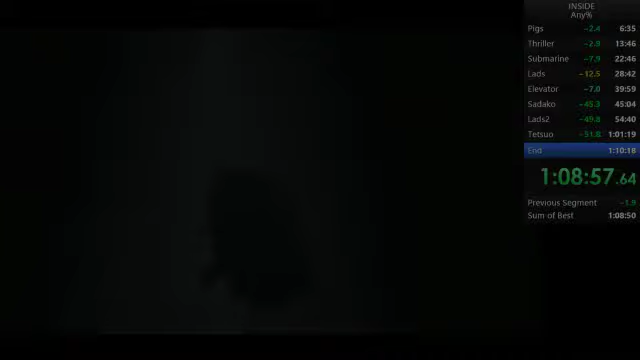 INSIDE
Any%
Pigs -2.4 6:35
Thriller -2.9 13:46
Submarine -7.9 22:46
Lads -12.5 28:42
Elevator -7.0 39:59
Sadako -45.3 45:04
Lads2 -49.8 54:40
Tetsuo -51.8 1:01:19
End 1:10:18
1:08:57.64
Previous Segment -1.9
Sum of Best 1:08:50